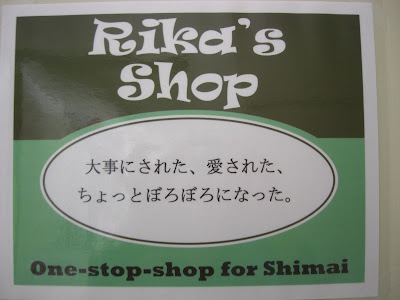 Rika's
Shop
大事にされた、愛された、
ちょっとぼろぼろになった。
One-stop-shop for Shimai